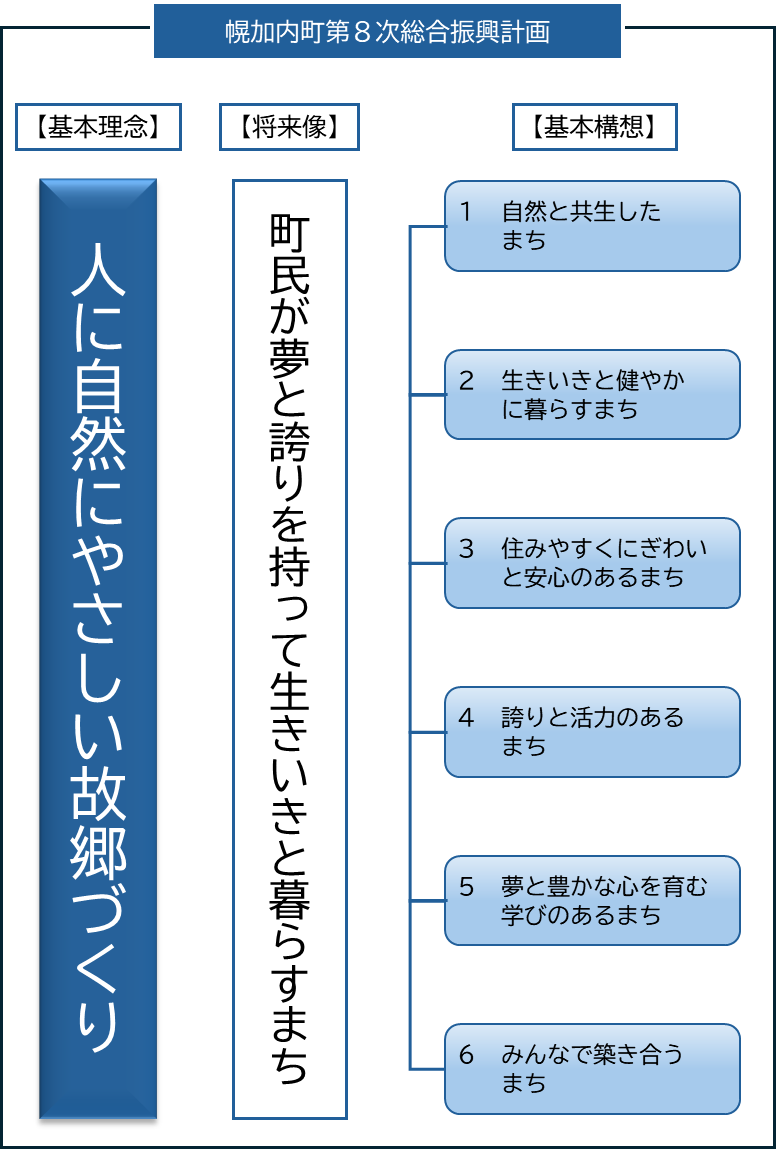 幌加内町第８次総合振興計画
【基本理念】
人に自然にやさしい故郷づくり
【将来像】
町民が夢と誇りを持って生きいきと暮らすまち
【基本構想】
1 自然と共生した
まち
2 生きいきと健やか
に暮らすまち
3 住みやすくにぎわい
と安心のあるまち
4 誇りと活力のある
まち
5 夢と豊かな心を育む
学びのあるまち
6 みんなで築き合う
まち